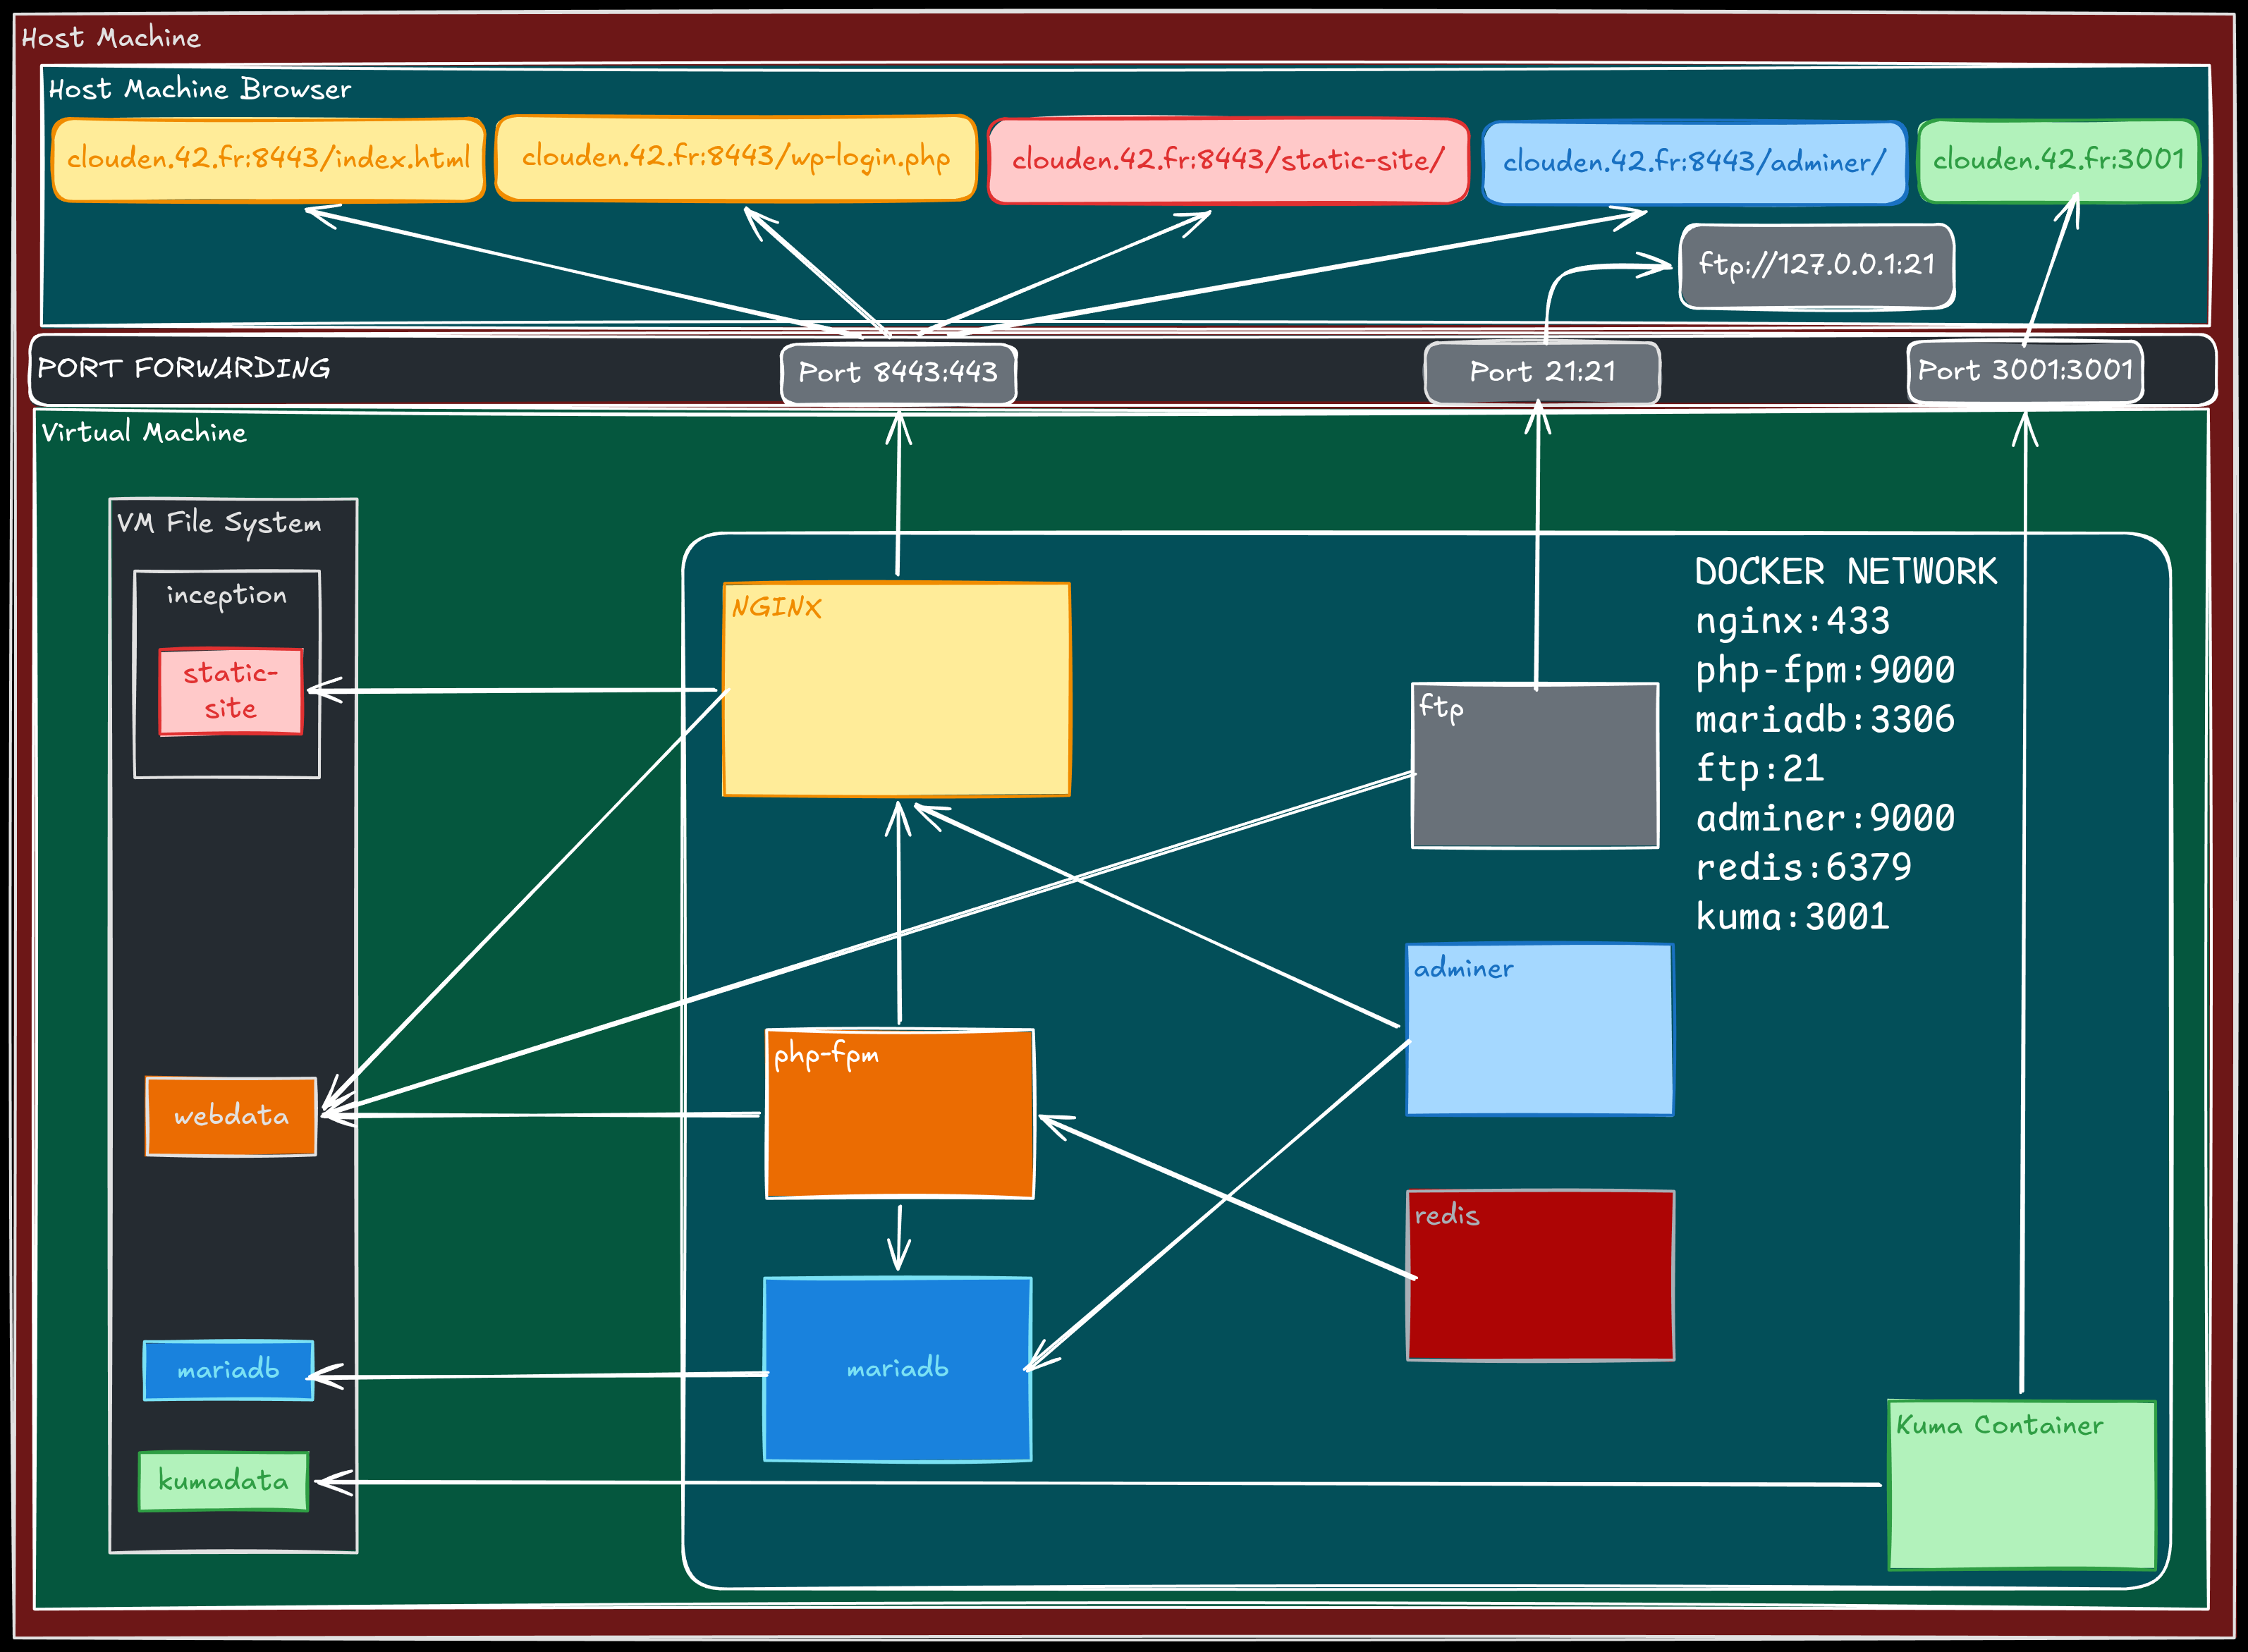 Host Machine
Host Machine Browser
clouden.42.fr:8443/index.html
clouden.42.fr:8443/wp-login.php
clouden.42.fr:8443/static-site/
clouden.42.fr:8443/adminer/
clouden.42.fr:3001
ftp://127.0.0.1:21
PORT FORWARDING
Port 8443:443
Port 21:21
Port 3001:3001
Virtual Machine
VM File System
inception
static-
site
webdata
mariadb
kumadata
NGINX
php-fpm
mariadb
ftp
adminer
redis
DOCKER NETWORK
nginx:433
php-fpm:9000
mariadb:3306
ftp:21
adminer:9000
redis:6379
kuma:3001
Kuma Container